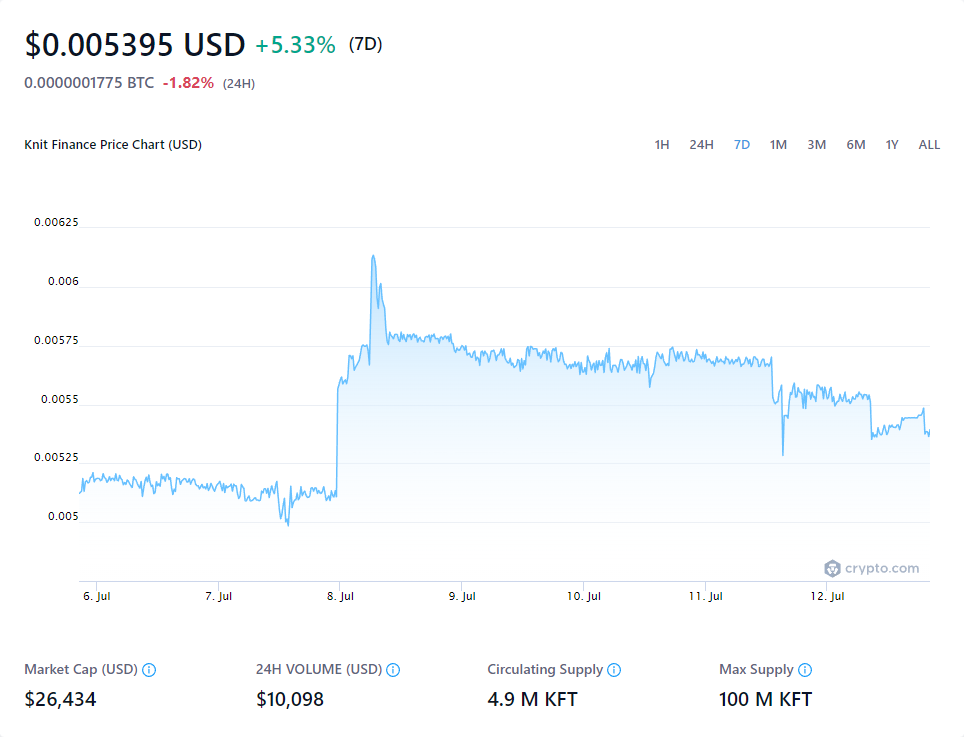 $0.005395 USD +5.33% (7D)
0.0000001775 BTC -1.82% (24H)
Knit Finance Price Chart (USD) 1H 24H 7D 1M 3M 6M 1Y ALL
0.00625
0.006
0.00575
0.0055
0.00525
0.005
crypto.com
6. Jul 7. Jul 8. Jul 9. Jul 10. Jul 11. Jul 12. Jul
Market Cap (USD) 24H VOLUME (USD) Circulating Supply Max Supply
$26,434 $10,098 4.9 M KFT 100 M KFT